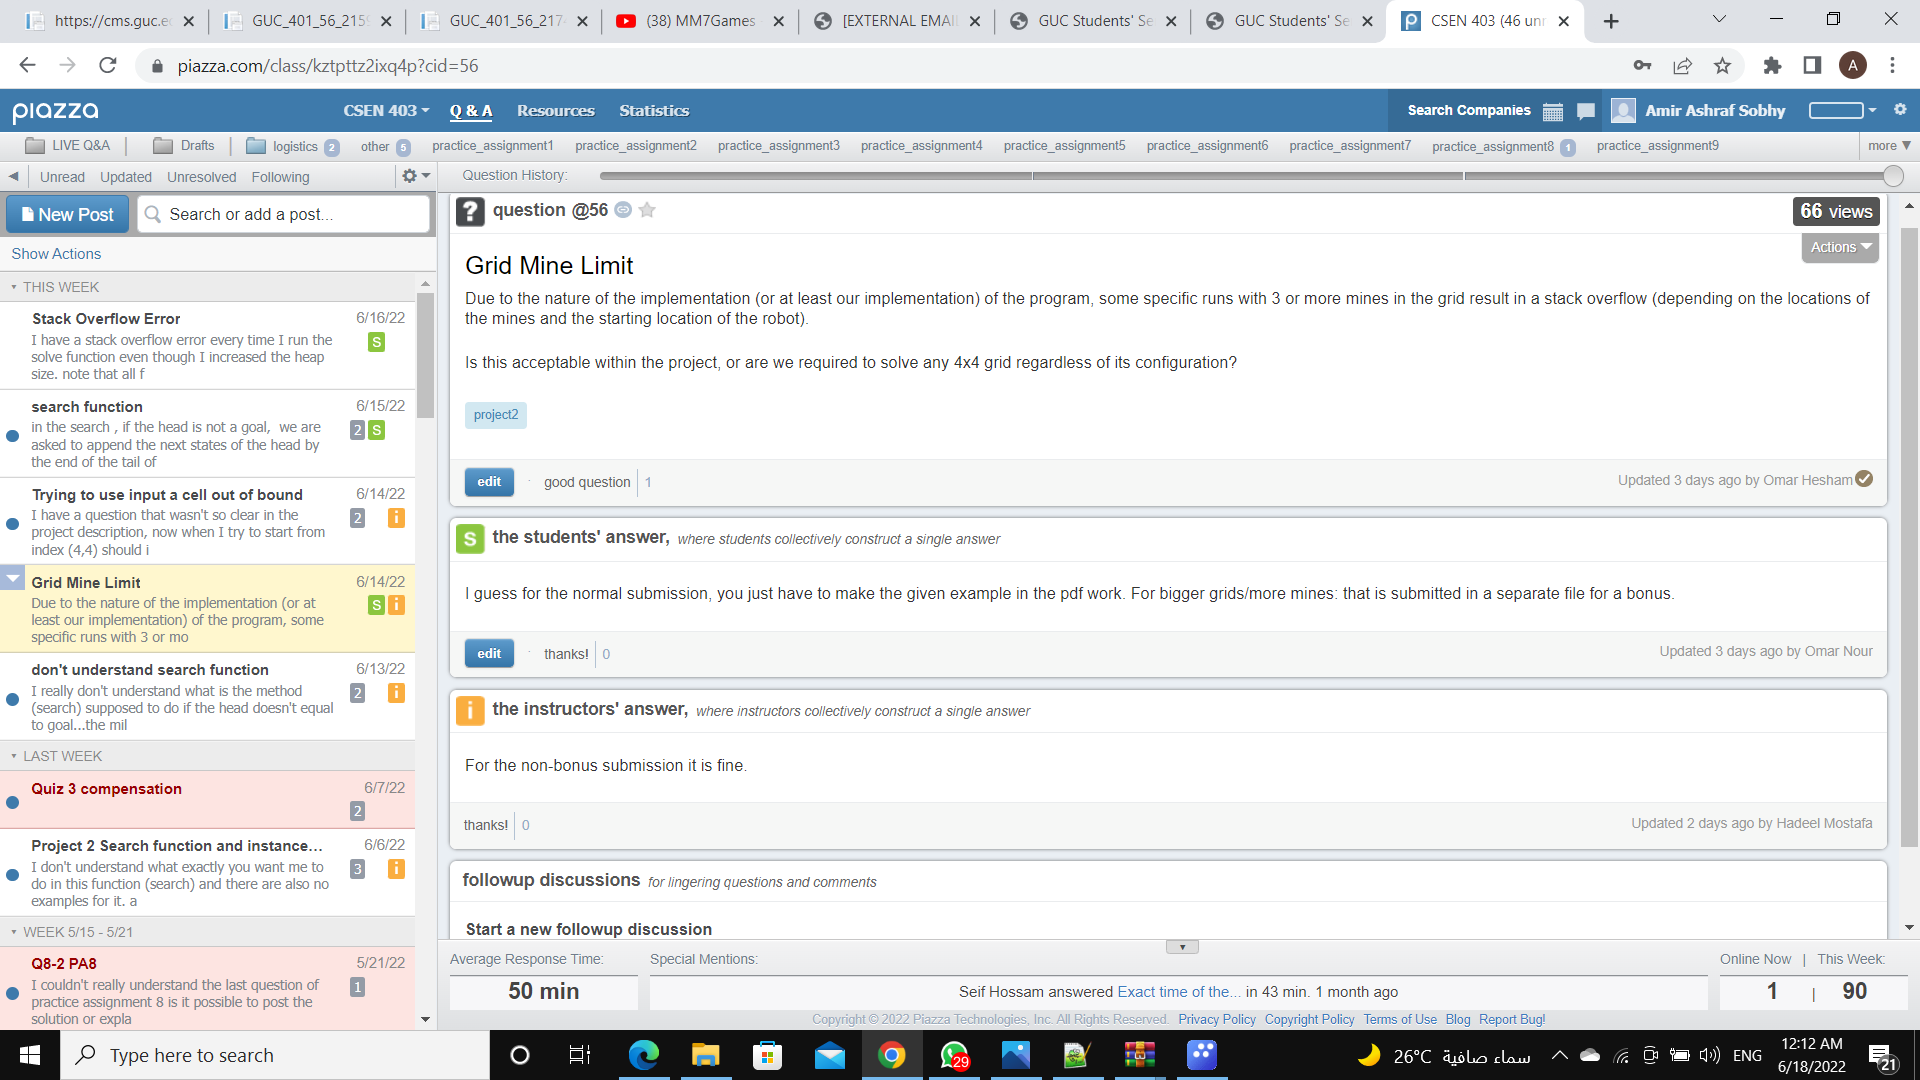 https://cms.guc.e
GUC_401_56_215
GUC_401_56_217
(38) MM7Games
[EXTERNAL EMAI
GUC Students' Se
GUC Students' Se
CSEN 403 (46 un
piazza.com/class/kztpttz2ixq4p?cid=56
A
piazza
CSEN 403
Q & A
Resources
Statistics
Search Companies
Amir Ashraf Sobhy
LIVE Q&A
Drafts
logistics 2
other 5
practice_assignment1
practice_assignment2
practice_assignment3
practice_assignment4
practice_assignment5
practice_assignment6
practice_assignment7
practice_assignment8 1
practice_assignment9
more
Unread
Updated
Unresolved
Following
Question History:
New Post
Search or add a post...
Show Actions
THIS WEEK
Stack Overflow Error 6/16/22
I have a stack overflow error every time I run the S
solve function even though I increased the heap
size. note that all f
search function 6/15/22
in the search , if the head is not a goal, we are 2 S
asked to append the next states of the head by
the end of the tail of
Trying to use input a cell out of bound 6/14/22
I have a question that wasn't so clear in the 2 i
project description, now when I try to start from
index (4,4) should i
Grid Mine Limit 6/14/22
Due to the nature of the implementation (or at S i
least our implementation) of the program, some
specific runs with 3 or mo
don't understand search function 6/13/22
I really don't understand what is the method 2 i
(search) supposed to do if the head doesn't equal
to goal...the mil
LAST WEEK
Quiz 3 compensation 6/7/22
2
Project 2 Search function and instance... 6/6/22
I don't understand what exactly you want me to 3 i
do in this function (search) and there are also no
examples for it. a
WEEK 5/15 - 5/21
Q8-2 PA8 5/21/22
I couldn't really understand the last question of 1
practice assignment 8 is it possible to post the
solution or expla
? question @56
66 views
Actions
Grid Mine Limit
Due to the nature of the implementation (or at least our implementation) of the program, some specific runs with 3 or more mines in the grid result in a stack overflow (depending on the locations of
the mines and the starting location of the robot).
Is this acceptable within the project, or are we required to solve any 4x4 grid regardless of its configuration?
project2
edit · good question 1
Updated 3 days ago by Omar Hesham
S the students' answer, where students collectively construct a single answer
I guess for the normal submission, you just have to make the given example in the pdf work. For bigger grids/more mines: that is submitted in a separate file for a bonus.
edit · thanks! 0
Updated 3 days ago by Omar Nour
i the instructors' answer, where instructors collectively construct a single answer
For the non-bonus submission it is fine.
thanks! 0
Updated 2 days ago by Hadeel Mostafa
followup discussions for lingering questions and comments
Start a new followup discussion
Average Response Time:
50 min
Special Mentions:
Seif Hossam answered Exact time of the... in 43 min. 1 month ago
Online Now | This Week:
1 | 90
Copyright © 2022 Piazza Technologies, Inc. All Rights Reserved. Privacy Policy Copyright Policy Terms of Use Blog Report Bug!
Type here to search
29
26°C سماء صافية
ENG
12:12 AM
6/18/2022
21